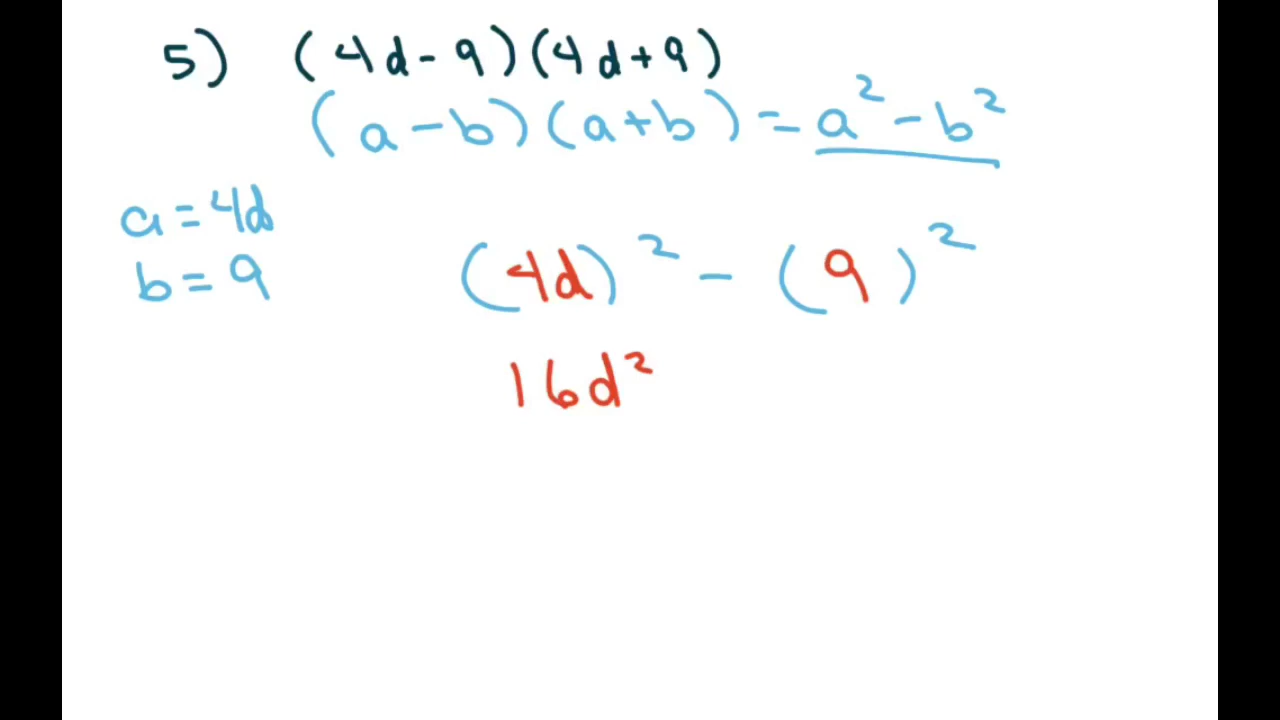 5) (4d-9)(4d+9)
(a-b)(a+b)=a²-b²
a=4d
b=9
(4d)²-(9)²
16d²